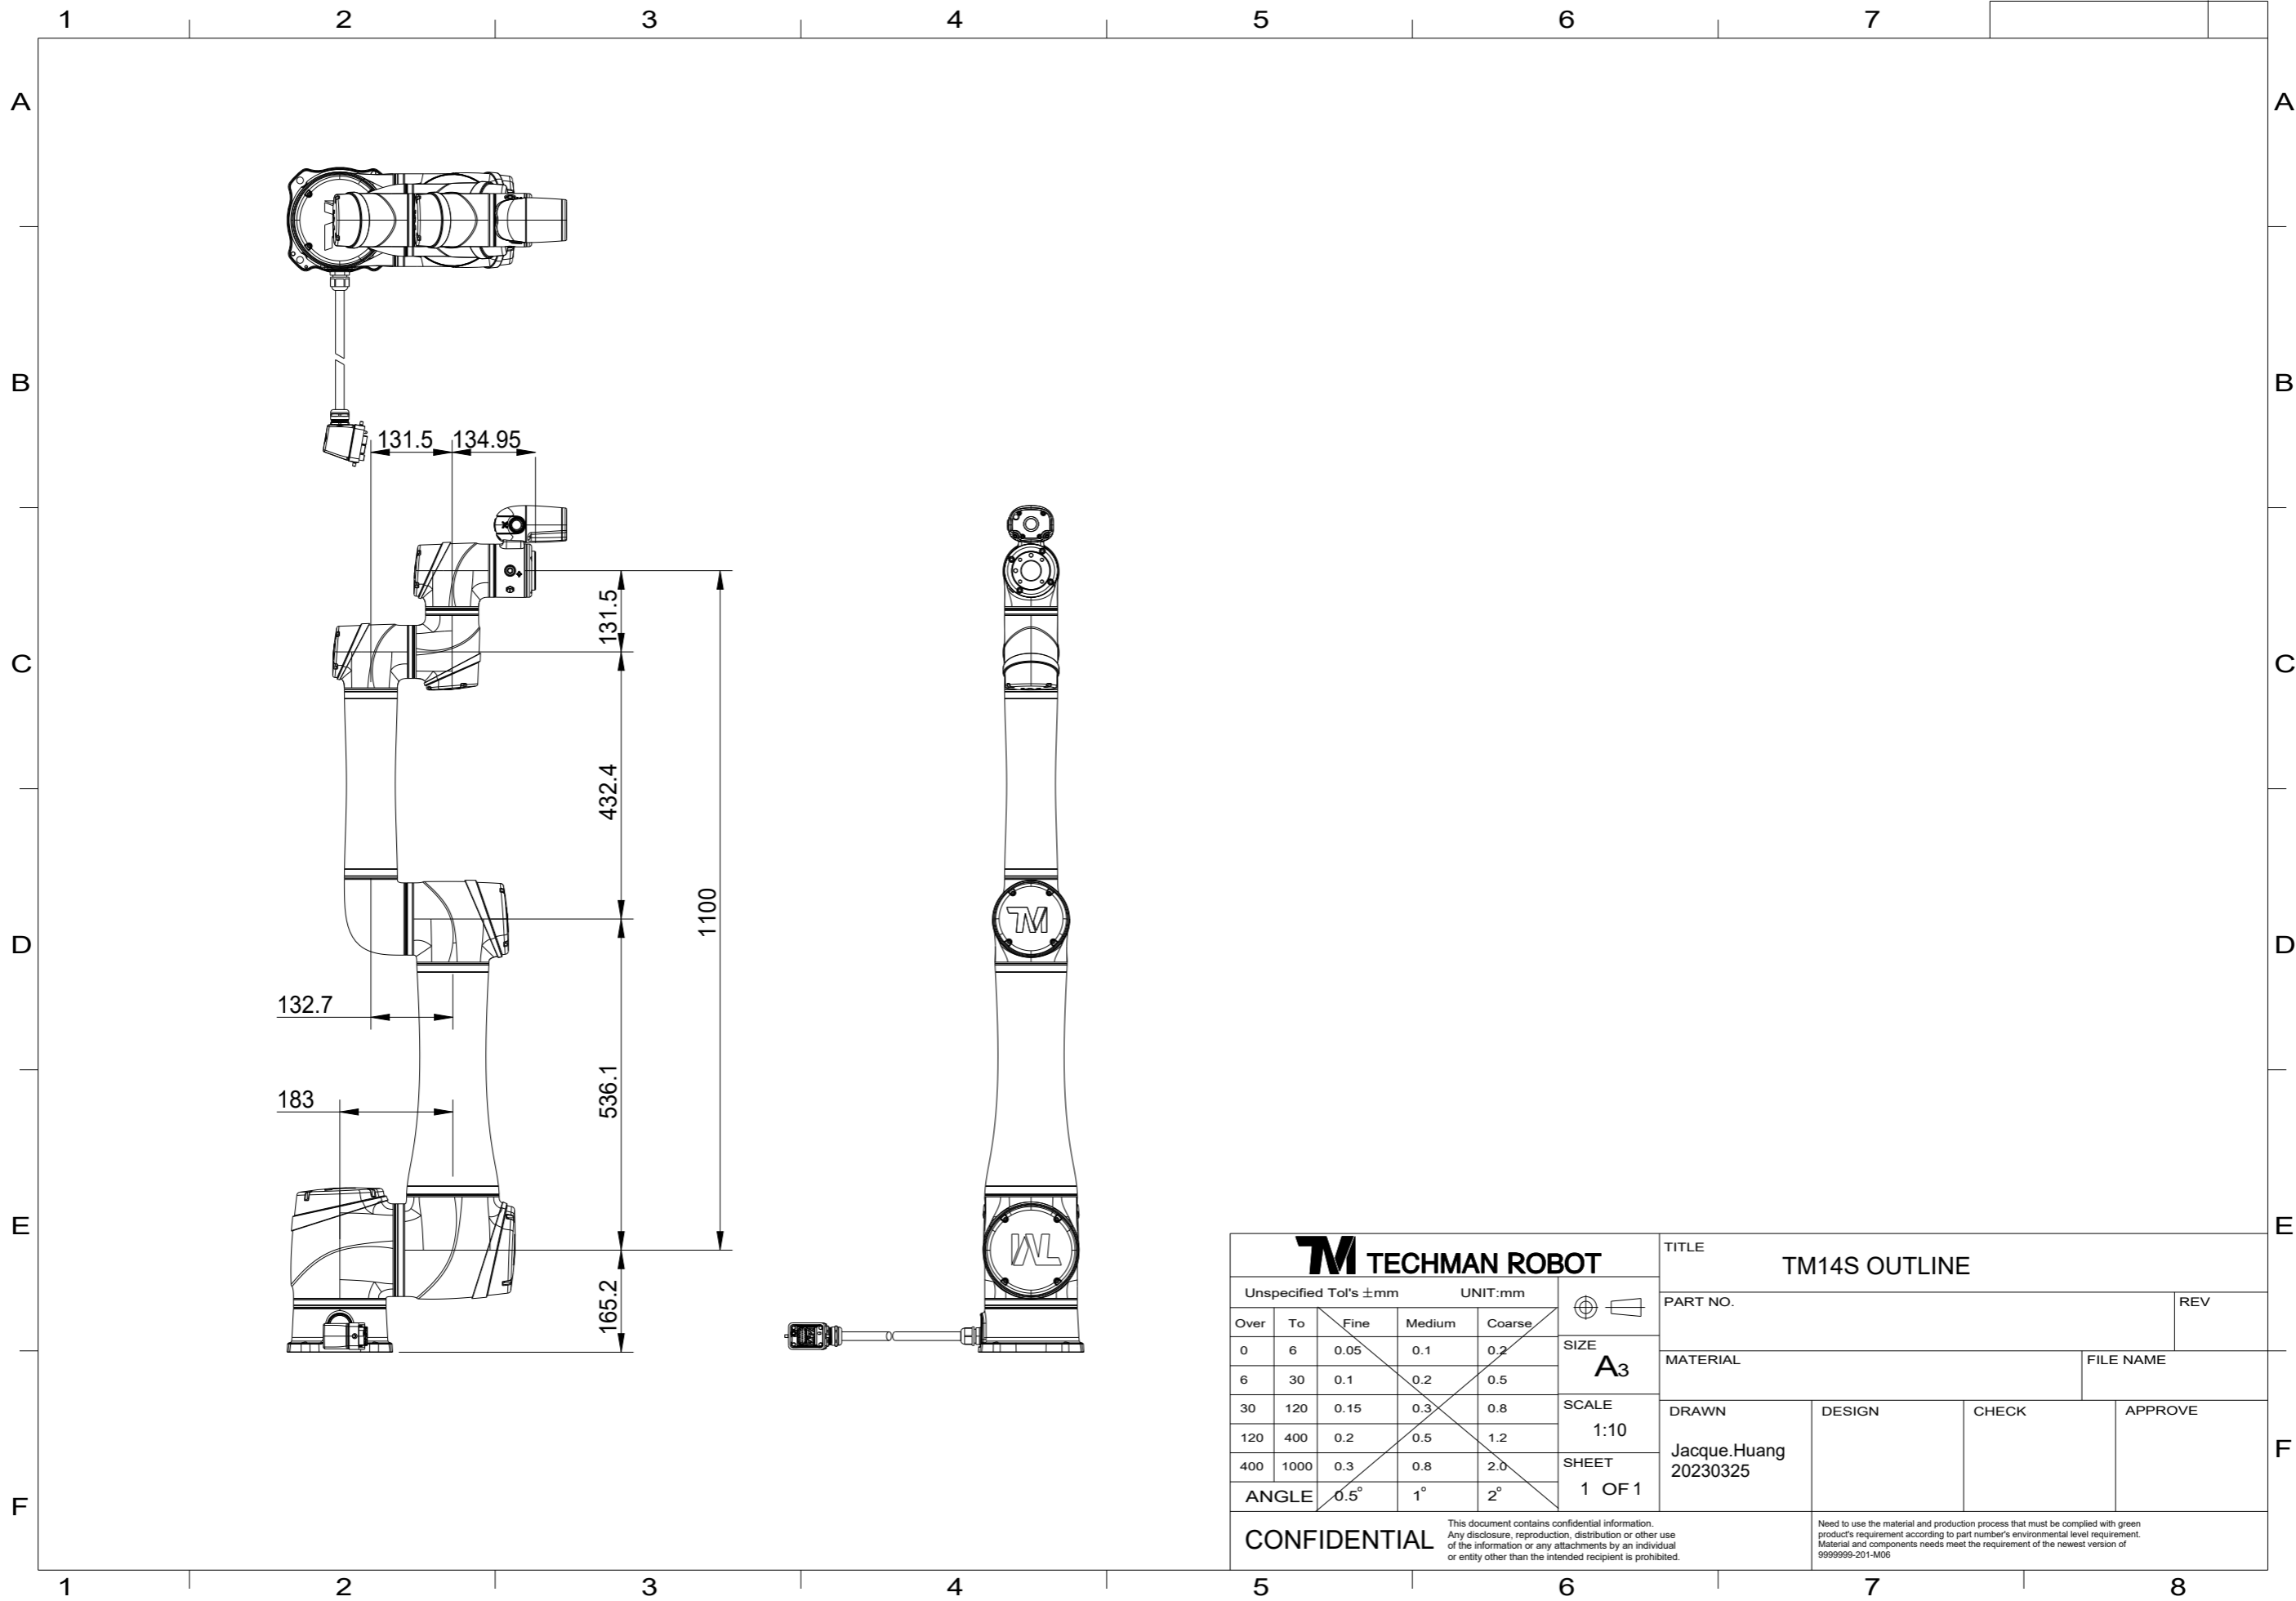 1 2 3 4 5 6 7
A A
B B
131.5 134.95
131.5
C C
432.4
1100
TM
D D
132.7
536.1
183
E E
TM
165.2
TM TECHMAN ROBOT
TITLE
TM14S OUTLINE
Unspecified Tol's ±mm UNIT:mm
PART NO. REV
Over To Fine Medium Coarse
0 6 0.05 0.1 0.2
SIZE
A3
MATERIAL FILE NAME
6 30 0.1 0.2 0.5
30 120 0.15 0.3 0.8
SCALE
1:10
DRAWN DESIGN CHECK APPROVE
120 400 0.2 0.5 1.2
Jacque.Huang
20230325
400 1000 0.3 0.8 2.0
SHEET
1 OF 1
ANGLE 0.5° 1° 2°
F F
CONFIDENTIAL
This document contains confidential information.
Any disclosure, reproduction, distribution or other use
of the information or any attachments by an individual
or entity other than the intended recipient is prohibited.
Need to use the material and production process that must be complied with green
product's requirement according to part number's environmental level requirement.
Material and components needs meet the requirement of the newest version of
9999999-201-M06
1 2 3 4 5 6 7 8